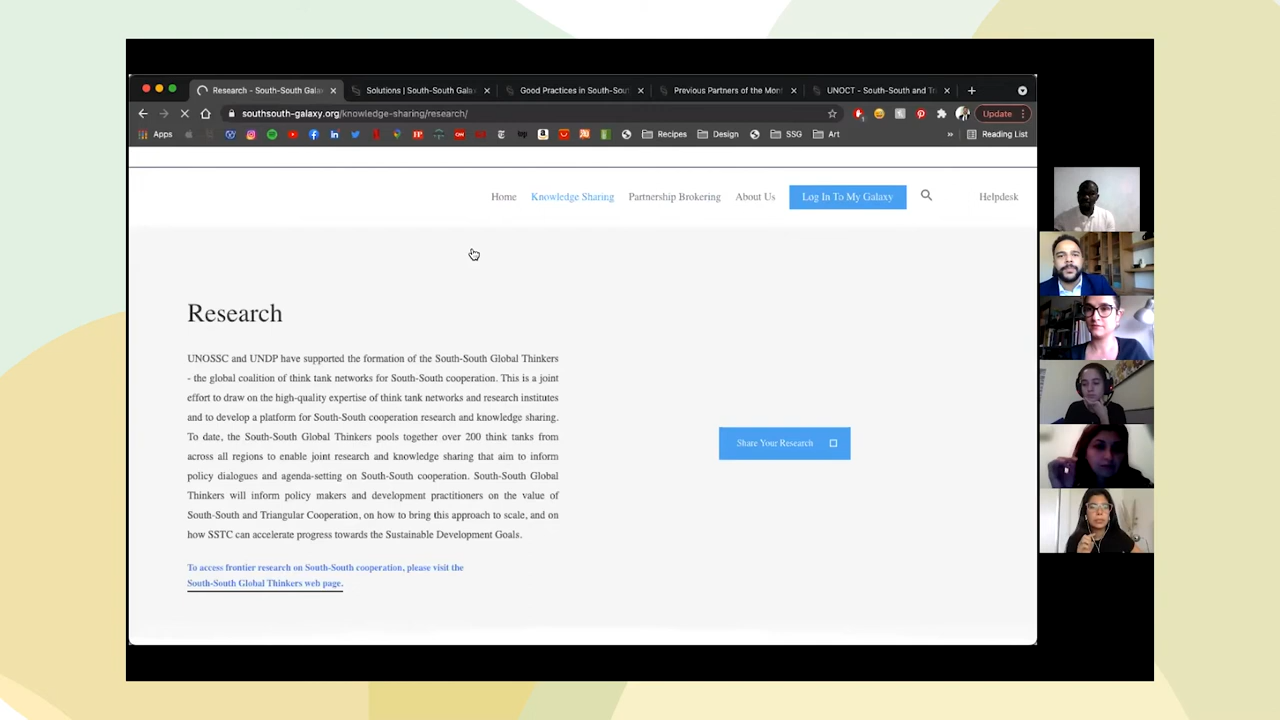 Research - South-South Gala
Solutions | South-South Gala
Good Practices in South-Sout
Previous Partners of the Mont
UNOCT - South-South and Tri
southsouth-galaxy.org/knowledge-sharing/research/
Update
Apps
Recipes
Design
SSG
Art
Reading List
Home
Knowledge Sharing
Partnership Brokering
About Us
Log In To My Galaxy
Helpdesk
Research
UNOSSC and UNDP have supported the formation of the South-South Global Thinkers
- the global coalition of think tank networks for South-South cooperation. This is a joint
effort to draw on the high-quality expertise of think tank networks and research institutes
and to develop a platform for South-South cooperation research and knowledge sharing.
To date, the South-South Global Thinkers pools together over 200 think tanks from
across all regions to enable joint research and knowledge sharing that aim to inform
policy dialogues and agenda-setting on South-South cooperation. South-South Global
Thinkers will inform policy makers and development practitioners on the value of
South-South and Triangular Cooperation, on how to bring this approach to scale, and on
how SSTC can accelerate progress towards the Sustainable Development Goals.
Share Your Research
To access frontier research on South-South cooperation, please visit the
South-South Global Thinkers web page.